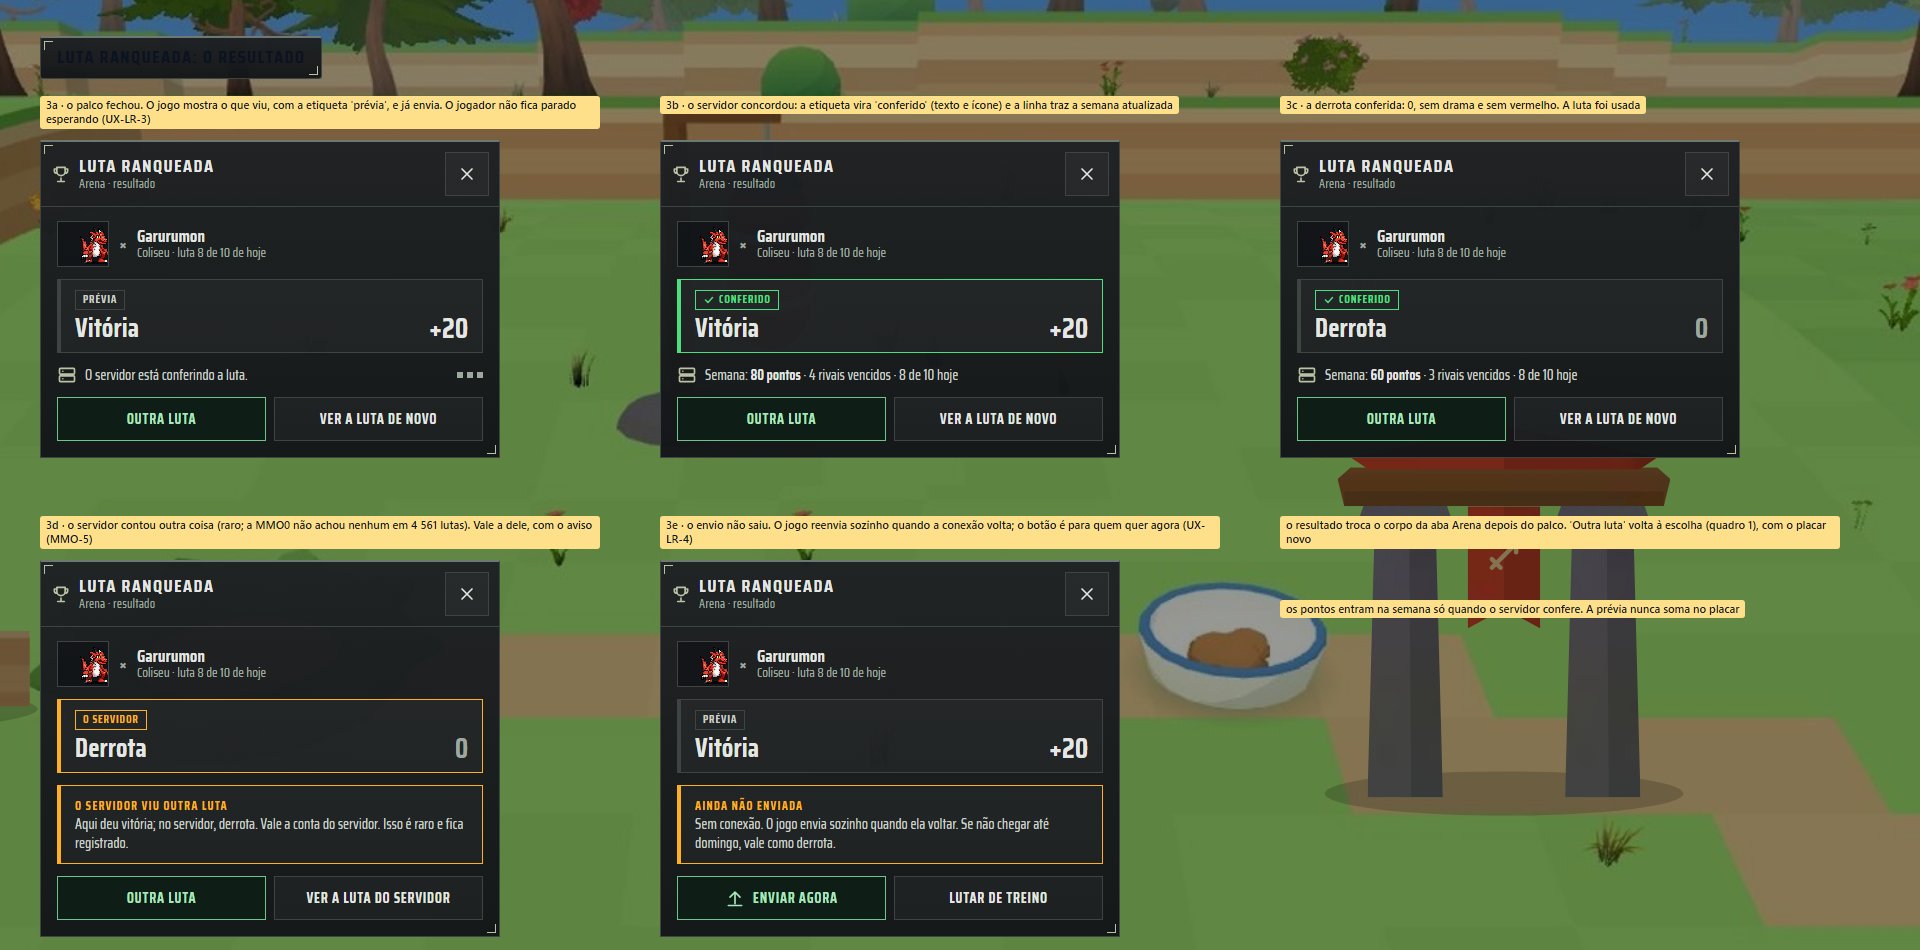 LUTA RANQUEADA: O RESULTADO
3a · o palco fechou. O jogo mostra o que viu, com a etiqueta 'prévia', e já envia. O jogador não fica parado
esperando (UX-LR-3)
LUTA RANQUEADA
Arena · resultado
Garurumon
Coliseu · luta 8 de 10 de hoje
PRÉVIA
Vitória
+20
O servidor está conferindo a luta.
OUTRA LUTA
VER A LUTA DE NOVO
3b · o servidor concordou: a etiqueta vira 'conferido' (texto e ícone) e a linha traz a semana atualizada
LUTA RANQUEADA
Arena · resultado
Garurumon
Coliseu · luta 8 de 10 de hoje
CONFERIDO
Vitória
+20
Semana: 80 pontos · 4 rivais vencidos · 8 de 10 hoje
OUTRA LUTA
VER A LUTA DE NOVO
3c · a derrota conferida: 0, sem drama e sem vermelho. A luta foi usada
LUTA RANQUEADA
Arena · resultado
Garurumon
Coliseu · luta 8 de 10 de hoje
CONFERIDO
Derrota
0
Semana: 60 pontos · 3 rivais vencidos · 8 de 10 hoje
OUTRA LUTA
VER A LUTA DE NOVO
3d · o servidor contou outra coisa (raro; a MMO0 não achou nenhum em 4 561 lutas). Vale a dele, com o aviso
(MMO-5)
LUTA RANQUEADA
Arena · resultado
Garurumon
Coliseu · luta 8 de 10 de hoje
O SERVIDOR
Derrota
0
O SERVIDOR VIU OUTRA LUTA
Aqui deu vitória; no servidor, derrota. Vale a conta do servidor. Isso é raro e fica
registrado.
OUTRA LUTA
VER A LUTA DO SERVIDOR
3e · o envio não saiu. O jogo reenvia sozinho quando a conexão volta; o botão é para quem quer agora (UX-
LR-4)
LUTA RANQUEADA
Arena · resultado
Garurumon
Coliseu · luta 8 de 10 de hoje
PRÉVIA
Vitória
+20
AINDA NÃO ENVIADA
Sem conexão. O jogo envia sozinho quando ela voltar. Se não chegar até
domingo, vale como derrota.
ENVIAR AGORA
LUTAR DE TREINO
o resultado troca o corpo da aba Arena depois do palco. 'Outra luta' volta à escolha (quadro 1), com o placar
novo
os pontos entram na semana só quando o servidor confere. A prévia nunca soma no placar